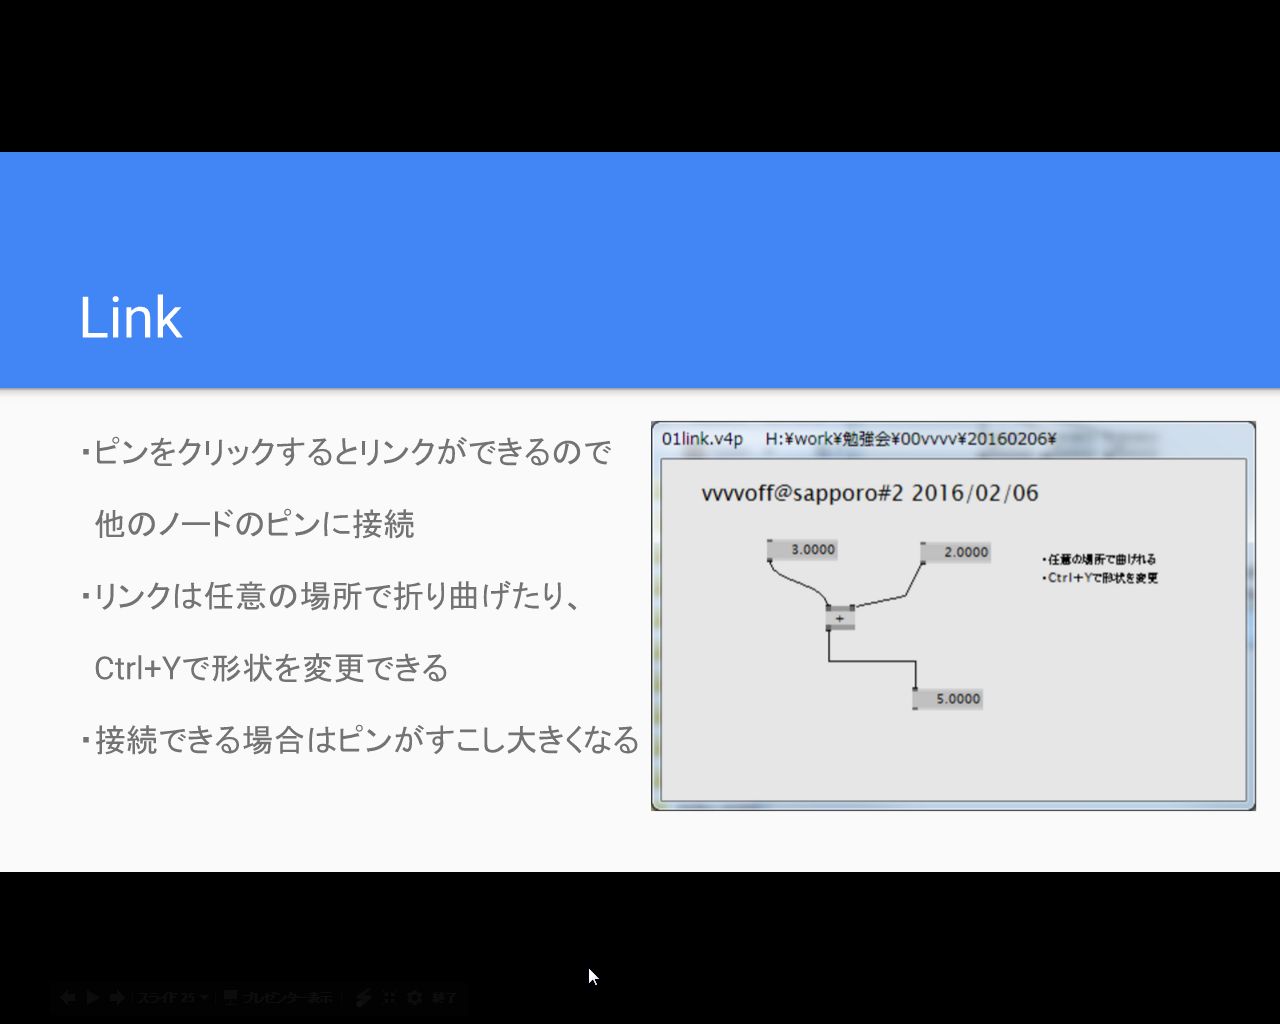 Link
・ピンをクリックするとリンクができるので
他のノードのピンに接続
・リンクは任意の場所で折り曲げたり、
Ctrl+Yで形状を変更できる
・接続できる場合はピンがすこし大きくなる
01link.v4p H:¥work¥勉強会¥00vvvv¥20160206¥
vvvvoff@sapporo#2 2016/02/06
3.0000
2.0000
・任意の場所で曲げれる
・Ctrl+Yで形状を変更
+
5.0000
スライド 25
プレゼンター表示
終了